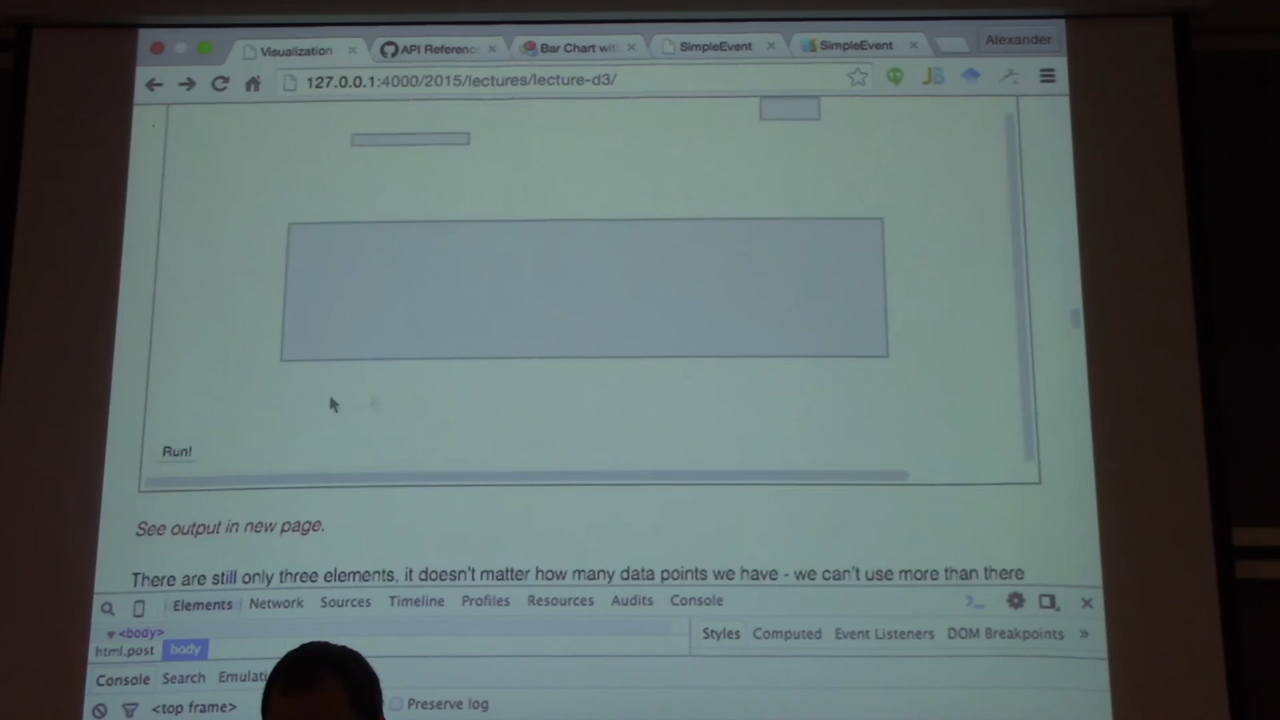 Visualization
API Referenc
Bar Chart wit
SimpleEvent
SimpleEvent
Alexander
127.0.0.1:4000/2015/lectures/lecture-d3/
JB
Run!
See output in new page.
There are still only three elements, it doesn't matter how many data points we have - we can't use more than there
Elements Network Sources Timeline Profiles Resources Audits Console
<body>
html.post body
Styles Computed Event Listeners DOM Breakpoints »
Console Search Emulati
<top frame> Preserve log